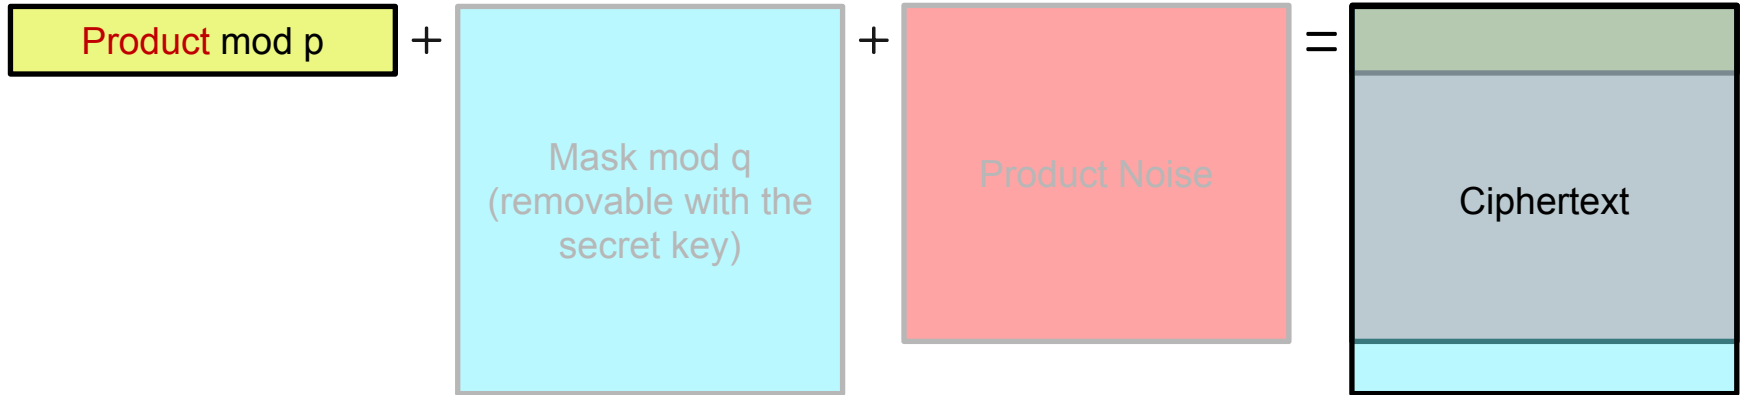 Product mod p
+
Mask mod q
(removable with the
secret key)
+
Product Noise
=
Ciphertext